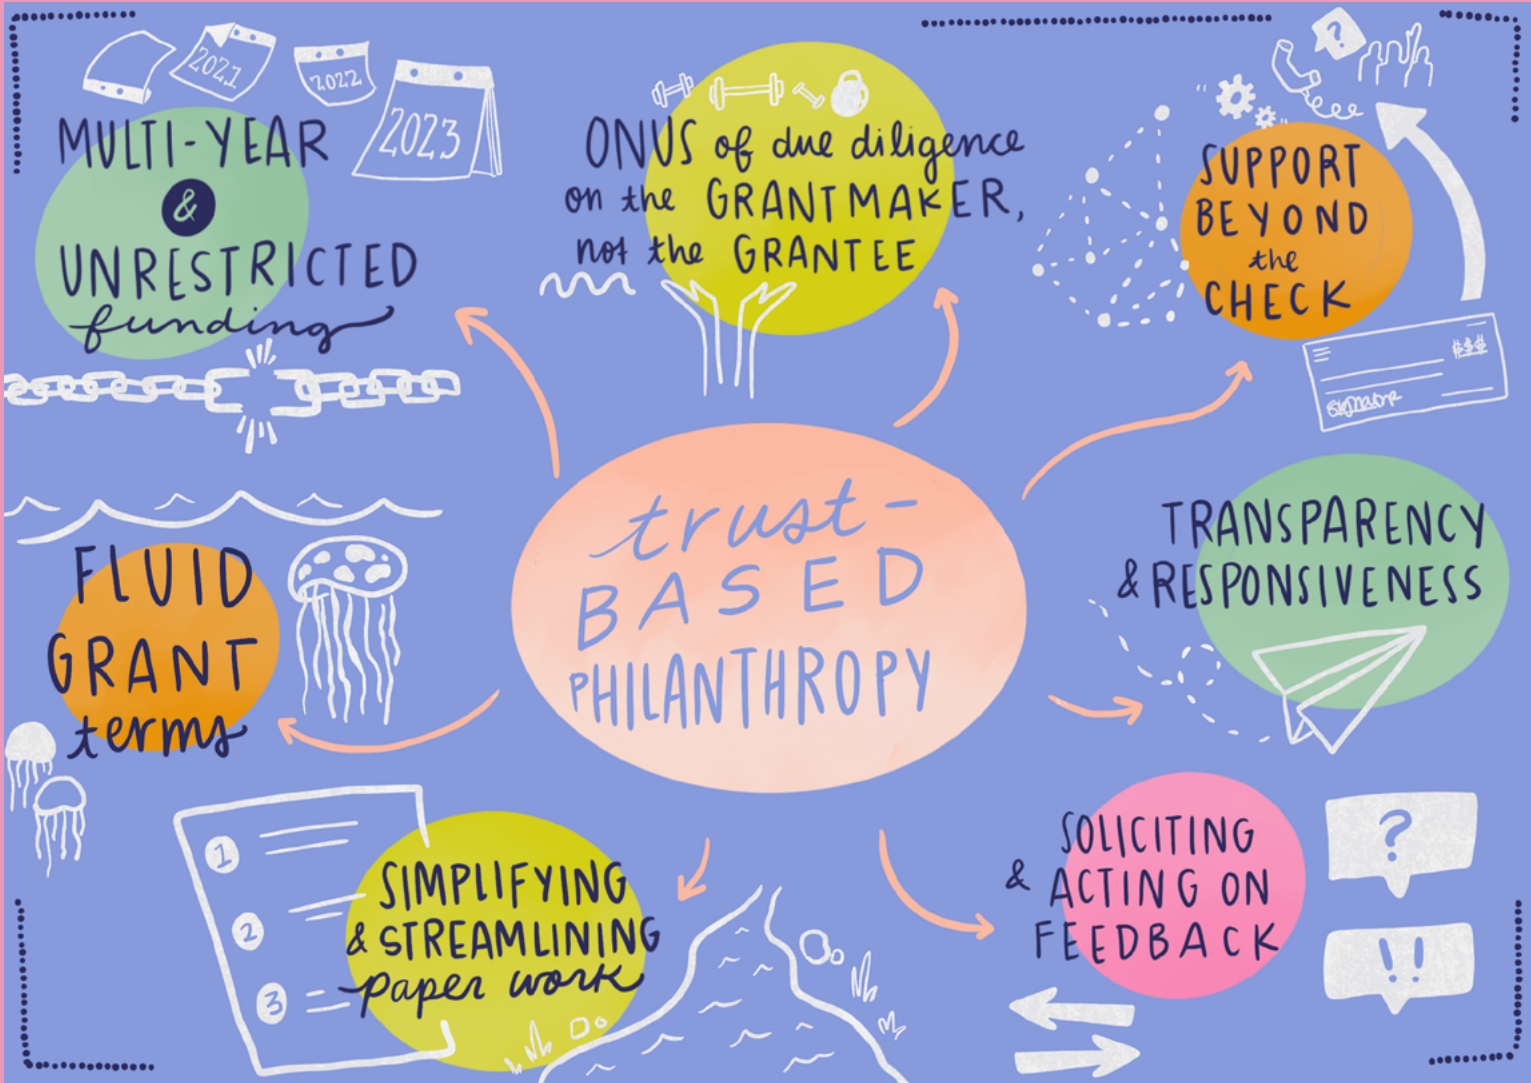 2021
2022
2023
MULTI-YEAR
&
UNRESTRICTED
funding
ONUS of due diligence
on the GRANTMAKER,
not the GRANTEE
?
SUPPORT
BEYOND
the
CHECK
$$$
Signature
trust-
BASED
PHILANTHROPY
TRANSPARENCY
& RESPONSIVENESS
FLUID
GRANT
terms
1
2
3
SIMPLIFYING
& STREAMLINING
paper work
SOLICITING
& ACTING ON
FEEDBACK
?
!!